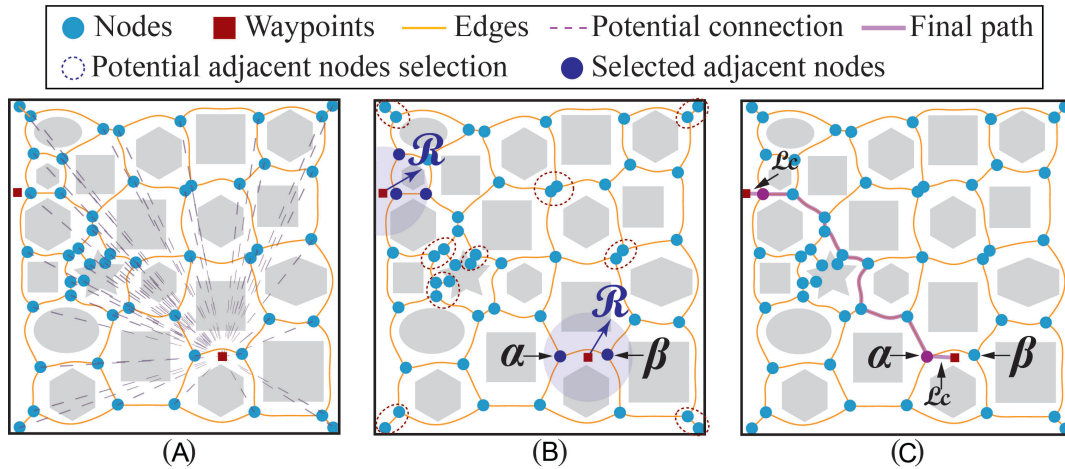 Nodes Waypoints Edges Potential connection Final path
Potential adjacent nodes selection Selected adjacent nodes
ℛ
ℛ
α β
ℒc
α β
ℒc
(A) (B) (C)